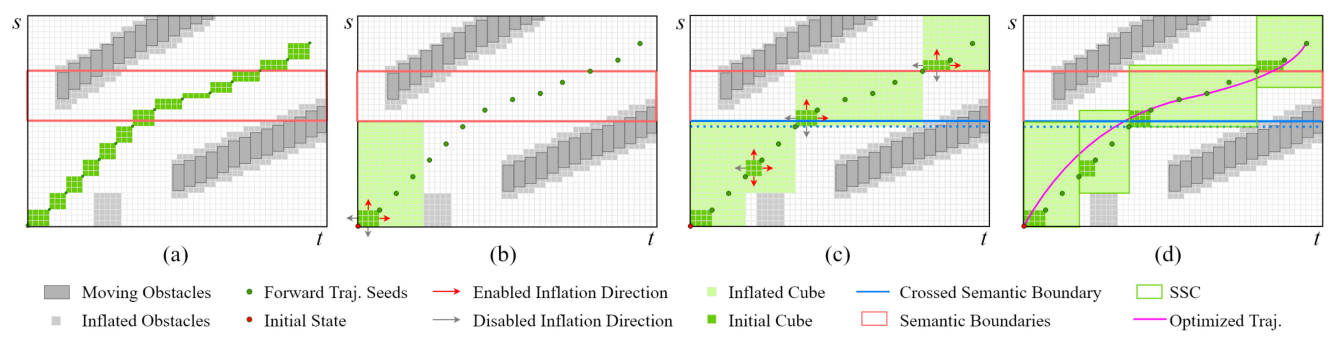 s
t
(a)
s
t
(b)
s
t
(c)
s
t
(d)
Moving Obstacles
Forward Traj. Seeds
Enabled Inflation Direction
Inflated Cube
Crossed Semantic Boundary
SSC
Inflated Obstacles
Initial State
Disabled Inflation Direction
Initial Cube
Semantic Boundaries
Optimized Traj.